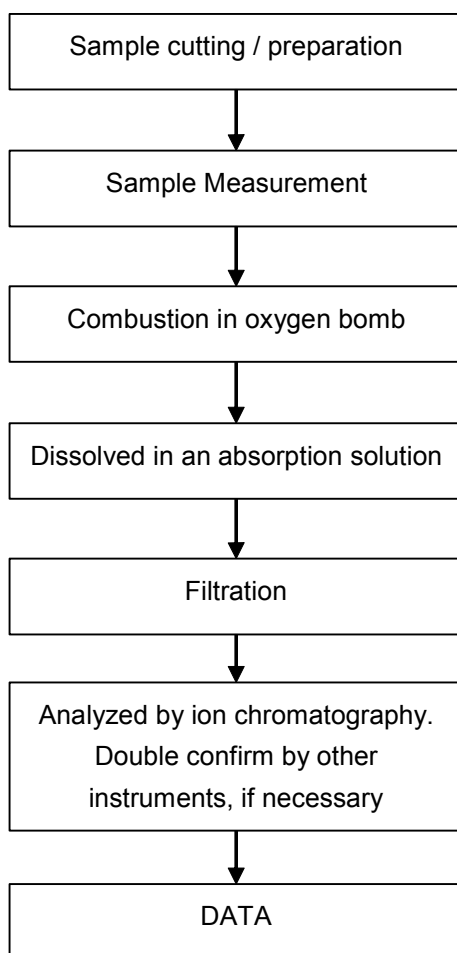 Sample cutting / preparation
Sample Measurement
Combustion in oxygen bomb
Dissolved in an absorption solution
Filtration
Analyzed by ion chromatography.
Double confirm by other
instruments, if necessary
DATA